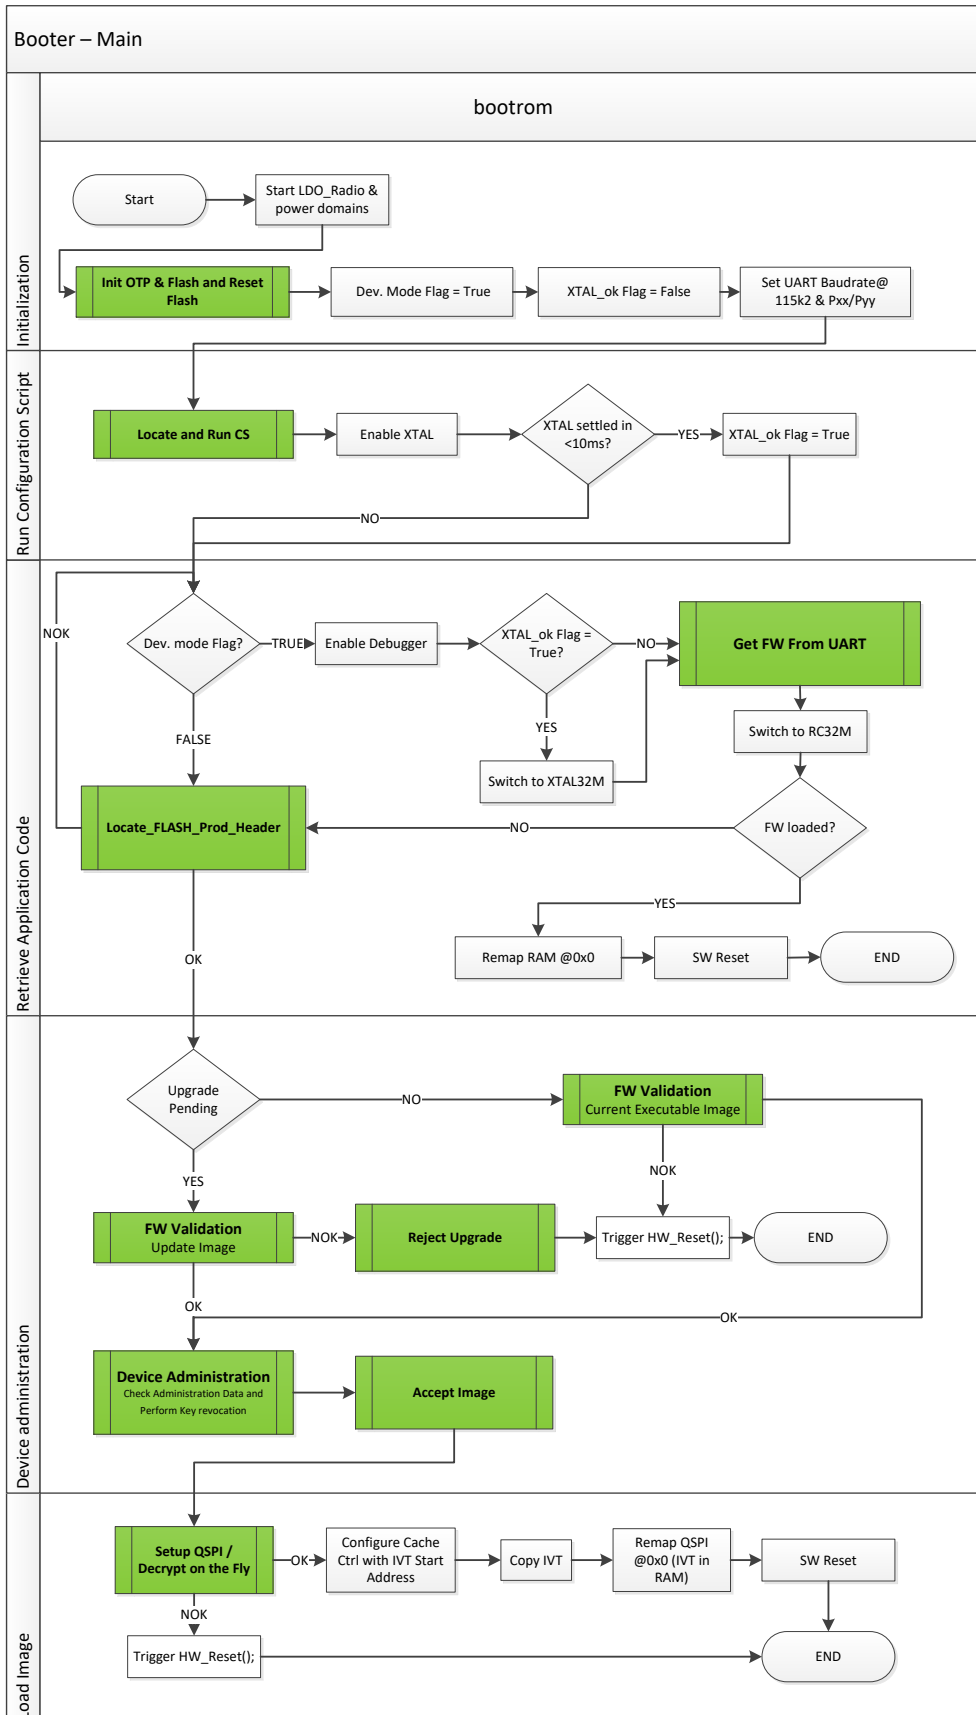 Booter – Main
bootrom
Initialization
Start
Start LDO_Radio &
power domains
Init OTP & Flash and Reset
Flash
Dev. Mode Flag = True
XTAL_ok Flag = False
Set UART Baudrate@
115k2 & Pxx/Pyy
Run Configuration Script
Locate and Run CS
Enable XTAL
XTAL settled in
<10ms?
YES
XTAL_ok Flag = True
NO
Retrieve Application Code
NOK
Dev. mode Flag?
TRUE
Enable Debugger
XTAL_ok Flag =
True?
NO
Get FW From UART
YES
Switch to RC32M
FALSE
Switch to XTAL32M
Locate_FLASH_Prod_Header
NO
FW loaded?
YES
OK
Remap RAM @0x0
SW Reset
END
Device administration
Upgrade
Pending
NO
FW Validation
Current Executable Image
YES
NOK
FW Validation
Update Image
NOK
Reject Upgrade
Trigger HW_Reset();
END
OK
OK
Device Administration
Check Administration Data and
Perform Key revocation
Accept Image
Load Image
Setup QSPI /
Decrypt on the Fly
OK
Configure Cache
Ctrl with IVT Start
Address
Copy IVT
Remap QSPI
@0x0 (IVT in
RAM)
SW Reset
NOK
Trigger HW_Reset();
END